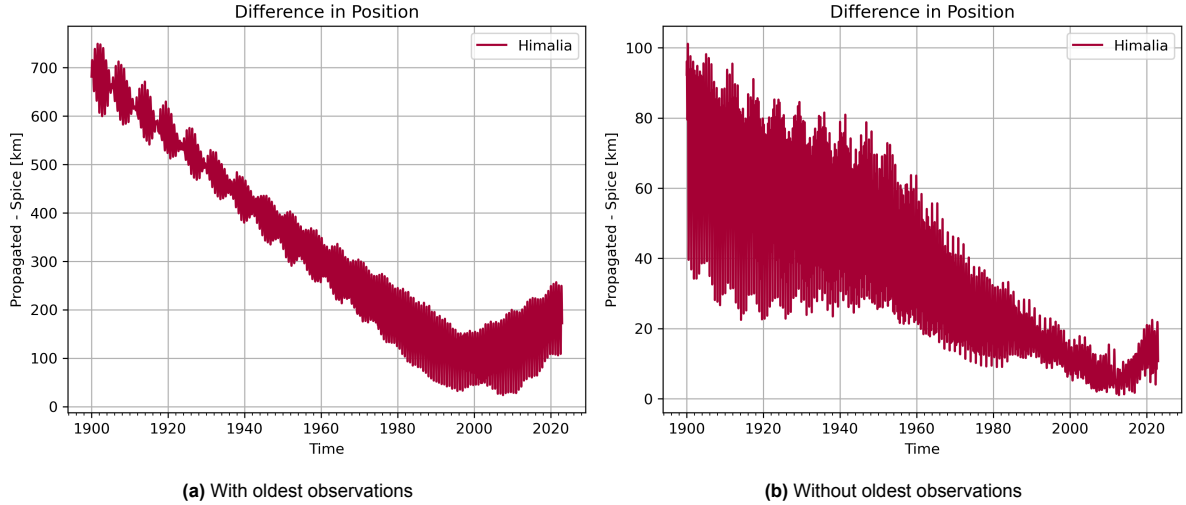 Difference in Position
Himalia
700
600
500
400
300
200
100
0
Propagated - Spice [km]
1900 1920 1940 1960 1980 2000 2020
Time
(a) With oldest observations
Difference in Position
Himalia
100
80
60
40
20
0
Propagated - Spice [km]
1900 1920 1940 1960 1980 2000 2020
Time
(b) Without oldest observations